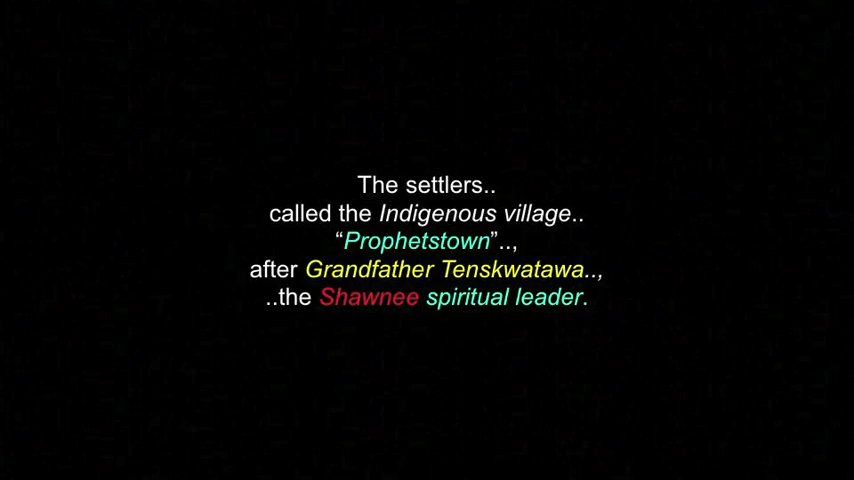 The settlers..
called the Indigenous village..
“Prophetstown”..,
after Grandfather Tenskwatawa..,
..the Shawnee spiritual leader.